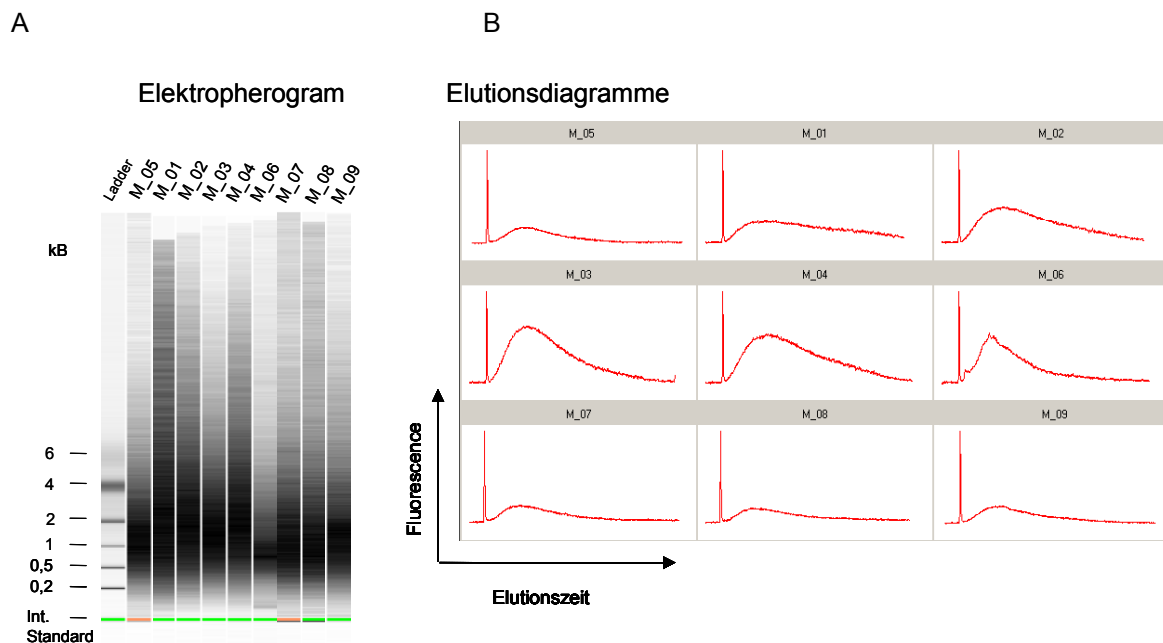 A
B
Elektropherogram
Elutionsdiagramme
Ladder
M_05
M_01
M_02
M_03
M_04
M_06
M_07
M_08
M_09
kB
6
4
2
1
0,5
0,2
Int.
Standard
M_05 M_01 M_02
M_03 M_04 M_06
M_07 M_08 M_09
Fluorescence
Elutionszeit